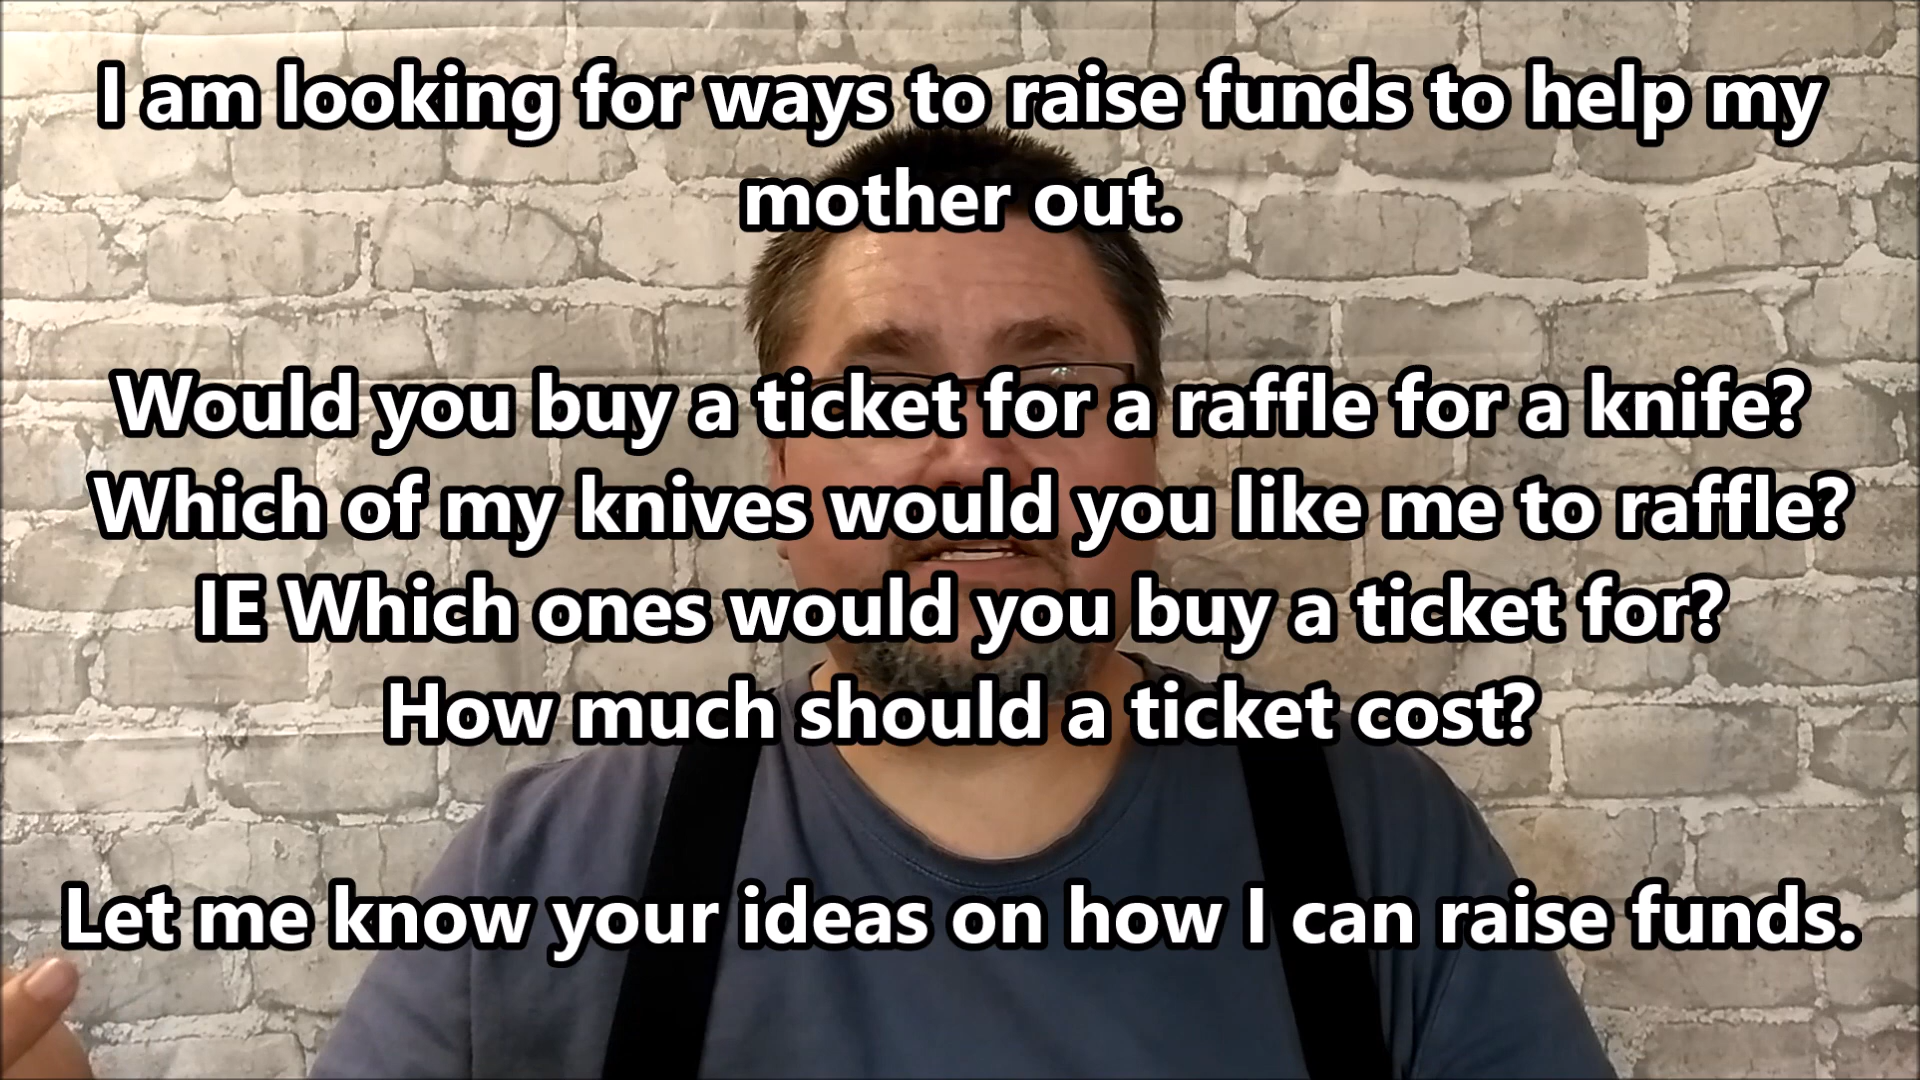 I am looking for ways to raise funds to help my
mother out.
Would you buy a ticket for a raffle for a knife?
Which of my knives would you like me to raffle?
IE Which ones would you buy a ticket for?
How much should a ticket cost?
Let me know your ideas on how I can raise funds.